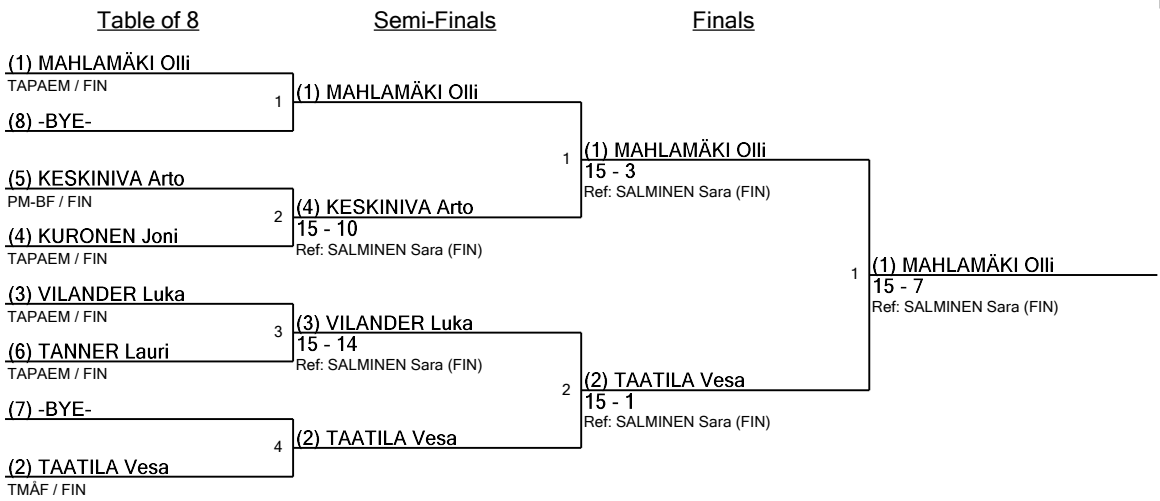 Table of 8
Semi-Finals
Finals
(1) MAHLAMÄKI Olli
TAPAEM / FIN
1
(8) -BYE-
(5) KESKINIVA Arto
PM-BF / FIN
2
(4) KURONEN Joni
TAPAEM / FIN
(3) VILANDER Luka
TAPAEM / FIN
3
(6) TANNER Lauri
TAPAEM / FIN
(7) -BYE-
4
(2) TAATILA Vesa
TMÅF / FIN
(1) MAHLAMÄKI Olli
1
(4) KESKINIVA Arto
15 - 10
Ref: SALMINEN Sara (FIN)
(3) VILANDER Luka
15 - 14
Ref: SALMINEN Sara (FIN)
2
(2) TAATILA Vesa
(1) MAHLAMÄKI Olli
15 - 3
Ref: SALMINEN Sara (FIN)
1
(2) TAATILA Vesa
15 - 1
Ref: SALMINEN Sara (FIN)
(1) MAHLAMÄKI Olli
15 - 7
Ref: SALMINEN Sara (FIN)